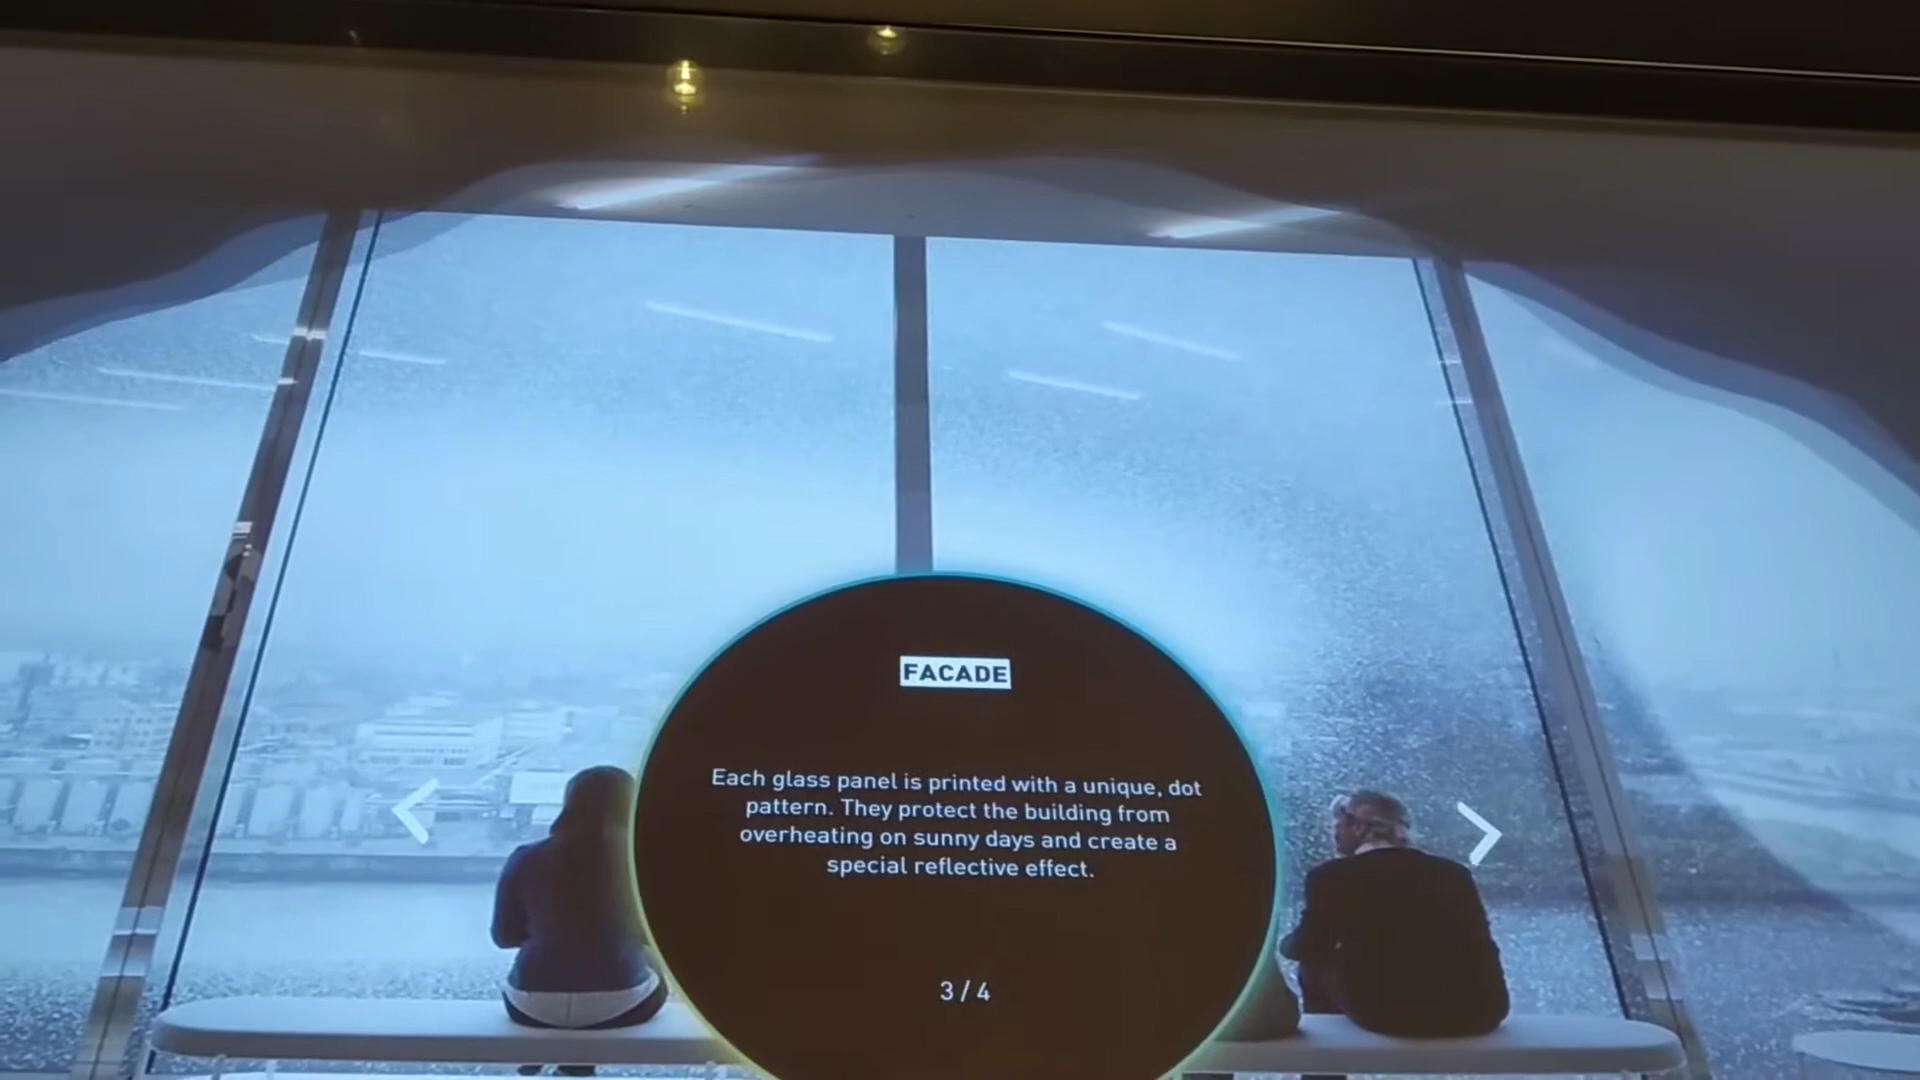 FACADE
Each glass panel is printed with a unique, dot
pattern. They protect the building from
overheating on sunny days and create a
special reflective effect.
3 / 4